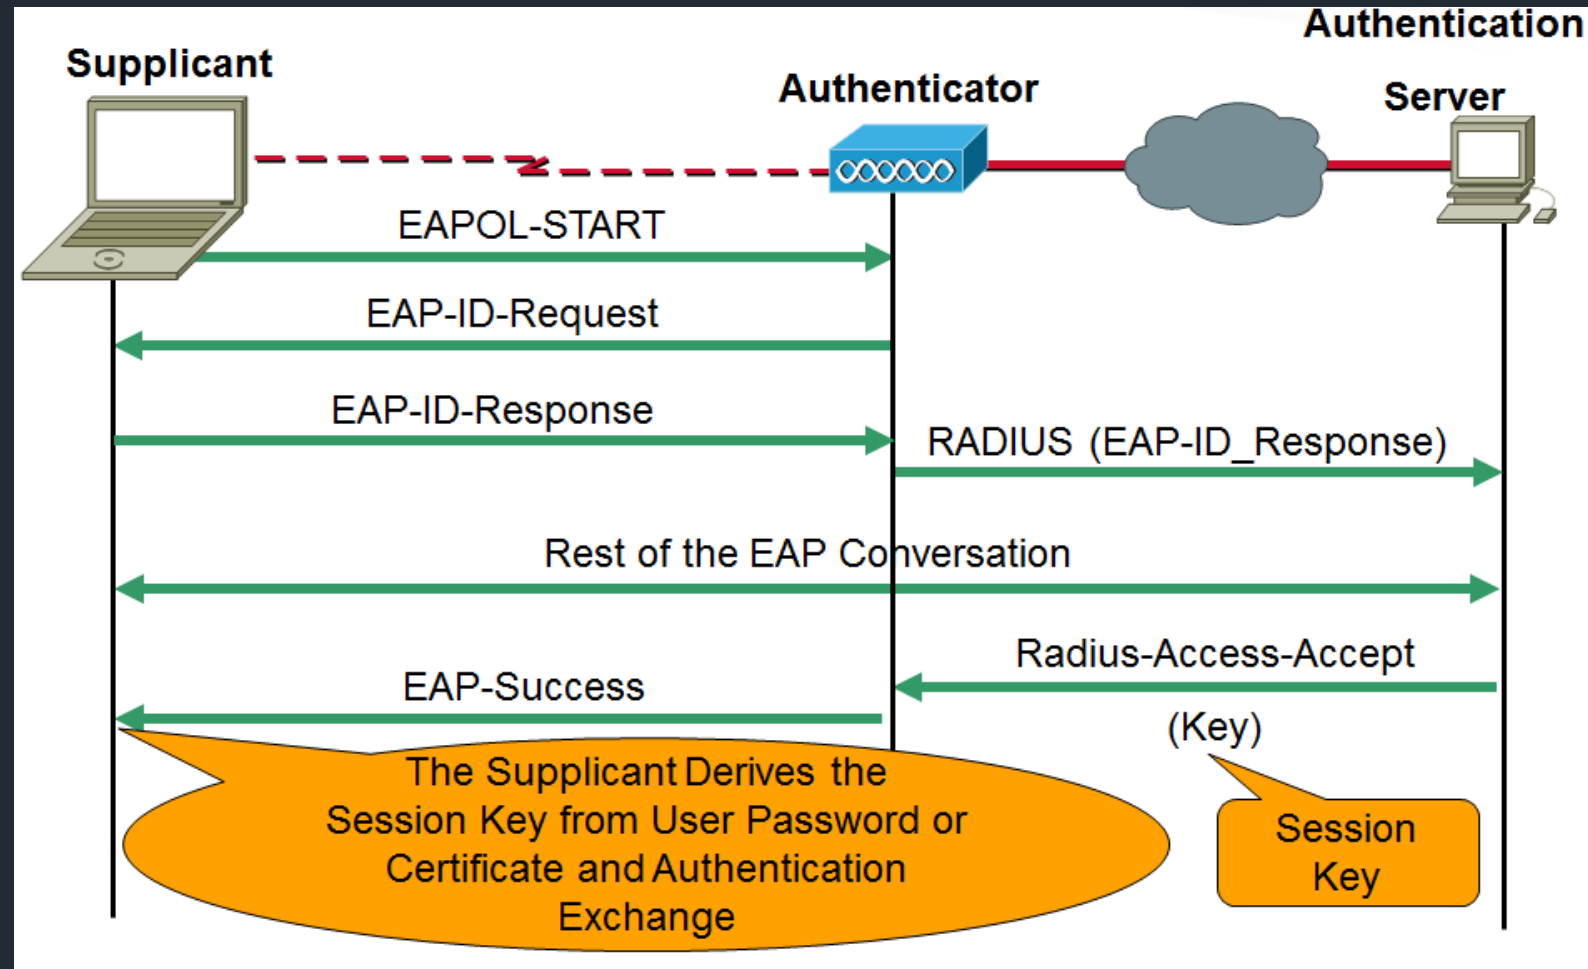 Supplicant
Authenticator
Authentication
Server
EAPOL-START
EAP-ID-Request
EAP-ID-Response
RADIUS (EAP-ID_Response)
Rest of the EAP Conversation
Radius-Access-Accept
EAP-Success
(Key)
The Supplicant Derives the
Session Key from User Password or
Certificate and Authentication
Exchange
Session
Key